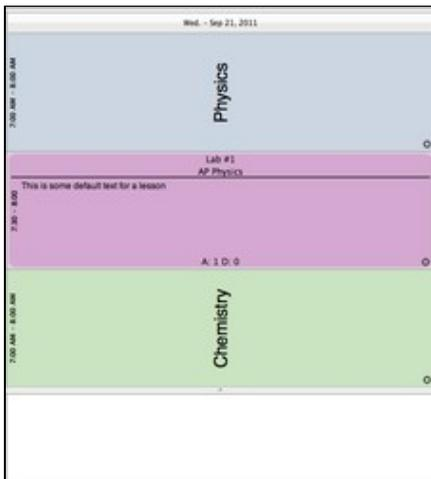 Wed. - Sep 21, 2011
7:00 AM - 8:00 AM
Physics
Lab #1
AP Physics
This is some default text for a lesson
7:30 - 8:00
A: 1 D: 0
7:00 AM - 8:00 AM
Chemistry